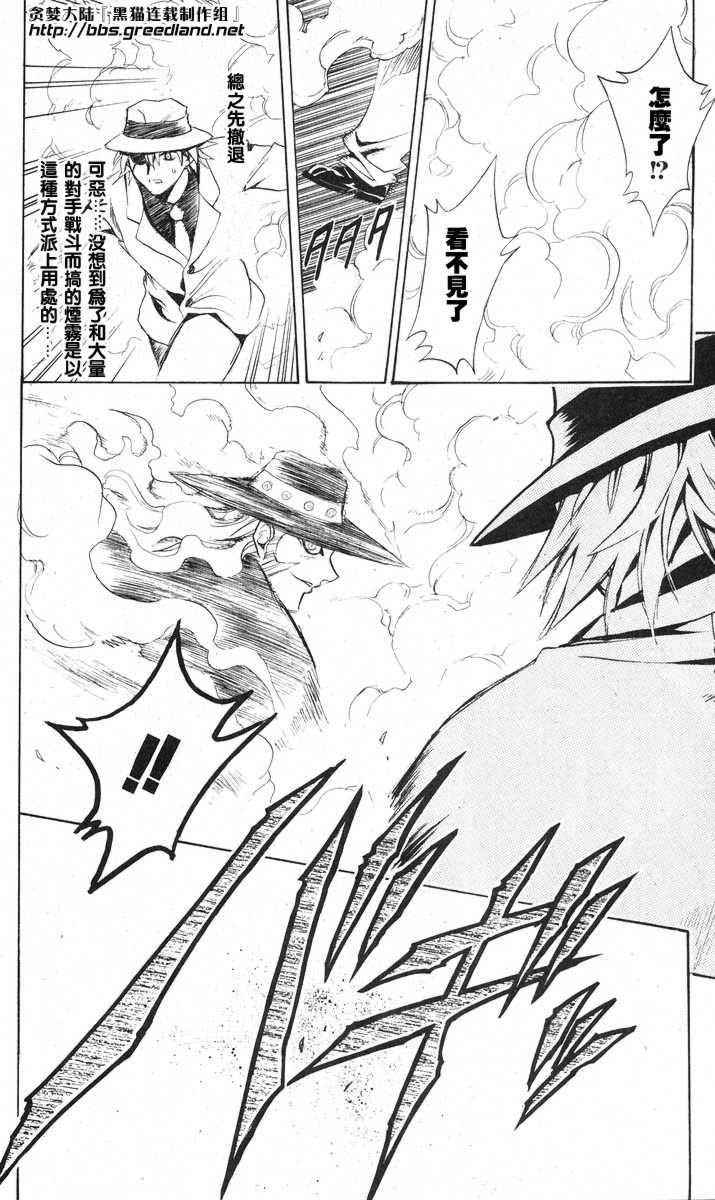 贪婪大陆『黑猫连载制作组』
http://bbs.greedland.net
怎麼了!?
看不見了
總之先撤退
可惡……没想到為了和大量
的對手戰斗而搞的煙霧是以
這種方式派上用處的……
!!